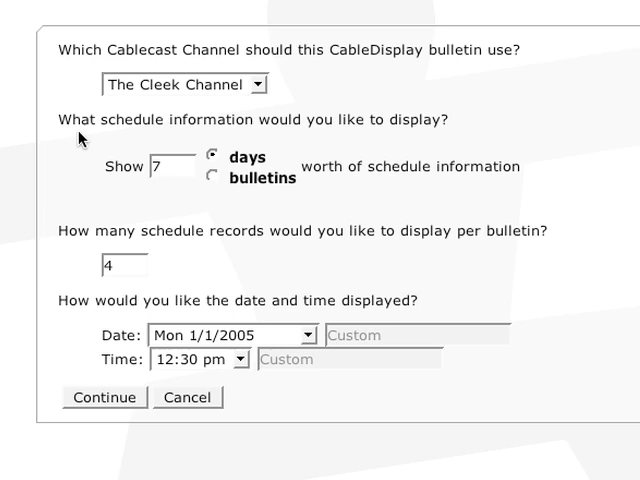 Which Cablecast Channel should this CableDisplay bulletin use?
The Cleek Channel
What schedule information would you like to display?
Show 7 days worth of schedule information
bulletins
How many schedule records would you like to display per bulletin?
4
How would you like the date and time displayed?
Date: Mon 1/1/2005 Custom
Time: 12:30 pm Custom
Continue Cancel